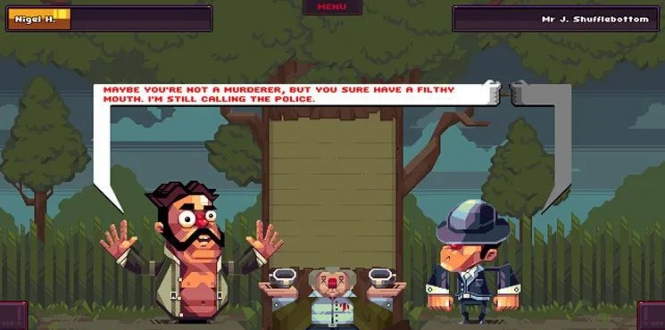 Nigel H.
MENU
Mr J. Shufflebottom
MAYBE YOU'RE NOT A MURDERER, BUT YOU SURE HAVE A FILTHY
MOUTH. I'M STILL CALLING THE POLICE.